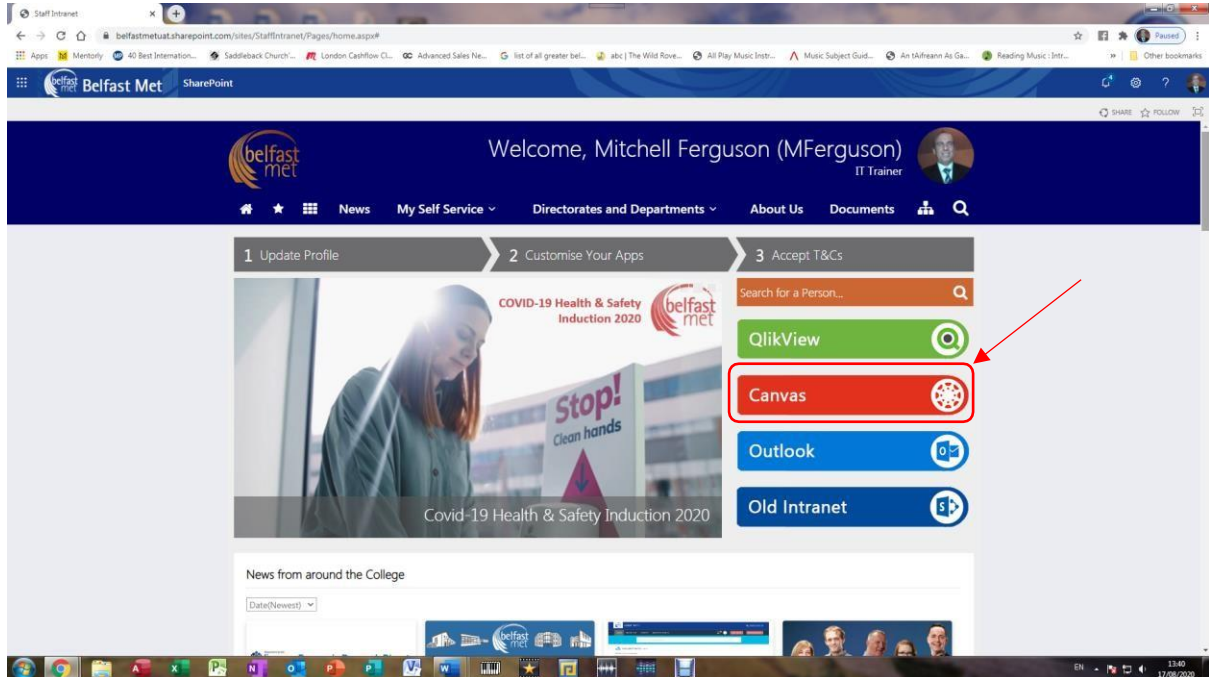 Staff Intranet
belfastmetuat.sharepoint.com/sites/StaffIntranet/Pages/home.aspx#
Paused
Apps Mentorly 40 Best Internation... Saddleback Church'... London Cashflow Cl... Advanced Sales Ne... list of all greater bel... abc | The Wild Rove... All Play Music Instr... Music Subject Guid... An tAifreann As Ga... Reading Music : Intr... Other bookmarks
belfast met Belfast Met SharePoint
SHARE FOLLOW
belfast
met
Welcome, Mitchell Ferguson (MFerguson)
IT Trainer
News My Self Service Directorates and Departments About Us Documents
1 Update Profile 2 Customise Your Apps 3 Accept T&Cs
COVID-19 Health & Safety
Induction 2020
belfast
met
Stop!
Clean hands
Covid-19 Health & Safety Induction 2020
Search for a Person...
QlikView
Canvas
Outlook
Old Intranet
News from around the College
Date(Newest)
belfast
met
EN 13:40
17/08/2020